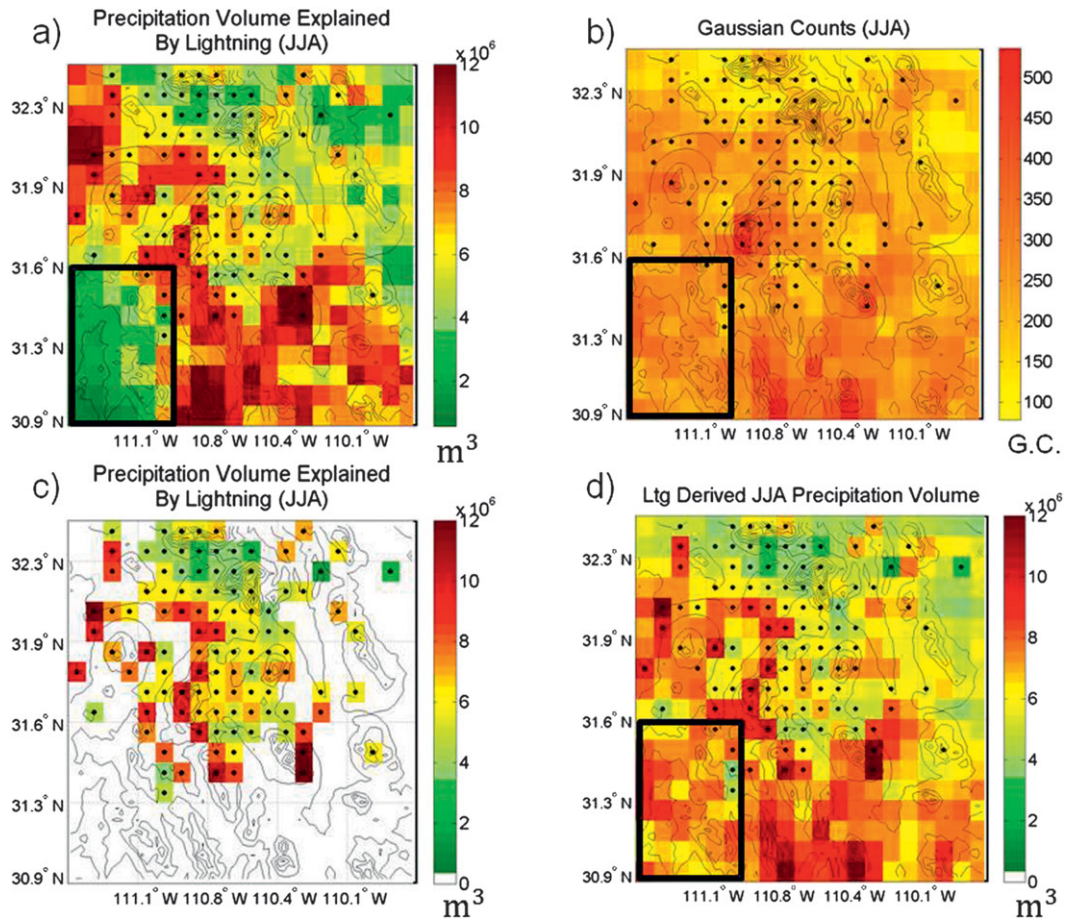 a)
Precipitation Volume Explained
By Lightning (JJA)
x 10^6
32.3° N
31.9° N
31.6° N
31.3° N
30.9° N
111.1° W 110.8° W 110.4° W 110.1° W
12
10
8
6
4
2
m³
b)
Gaussian Counts (JJA)
32.3° N
31.9° N
31.6° N
31.3° N
30.9° N
111.1° W 110.8° W 110.4° W 110.1° W
500
450
400
350
300
250
200
150
100
G.C.
c)
Precipitation Volume Explained
By Lightning (JJA)
x 10^6
32.3° N
31.9° N
31.6° N
31.3° N
30.9° N
111.1° W 110.8° W 110.4° W 110.1° W
12
10
8
6
4
2
0
m³
d)
Ltg Derived JJA Precipitation Volume
x 10^6
32.3° N
31.9° N
31.6° N
31.3° N
30.9° N
111.1° W 110.8° W 110.4° W 110.1° W
12
10
8
6
4
2
0
m³